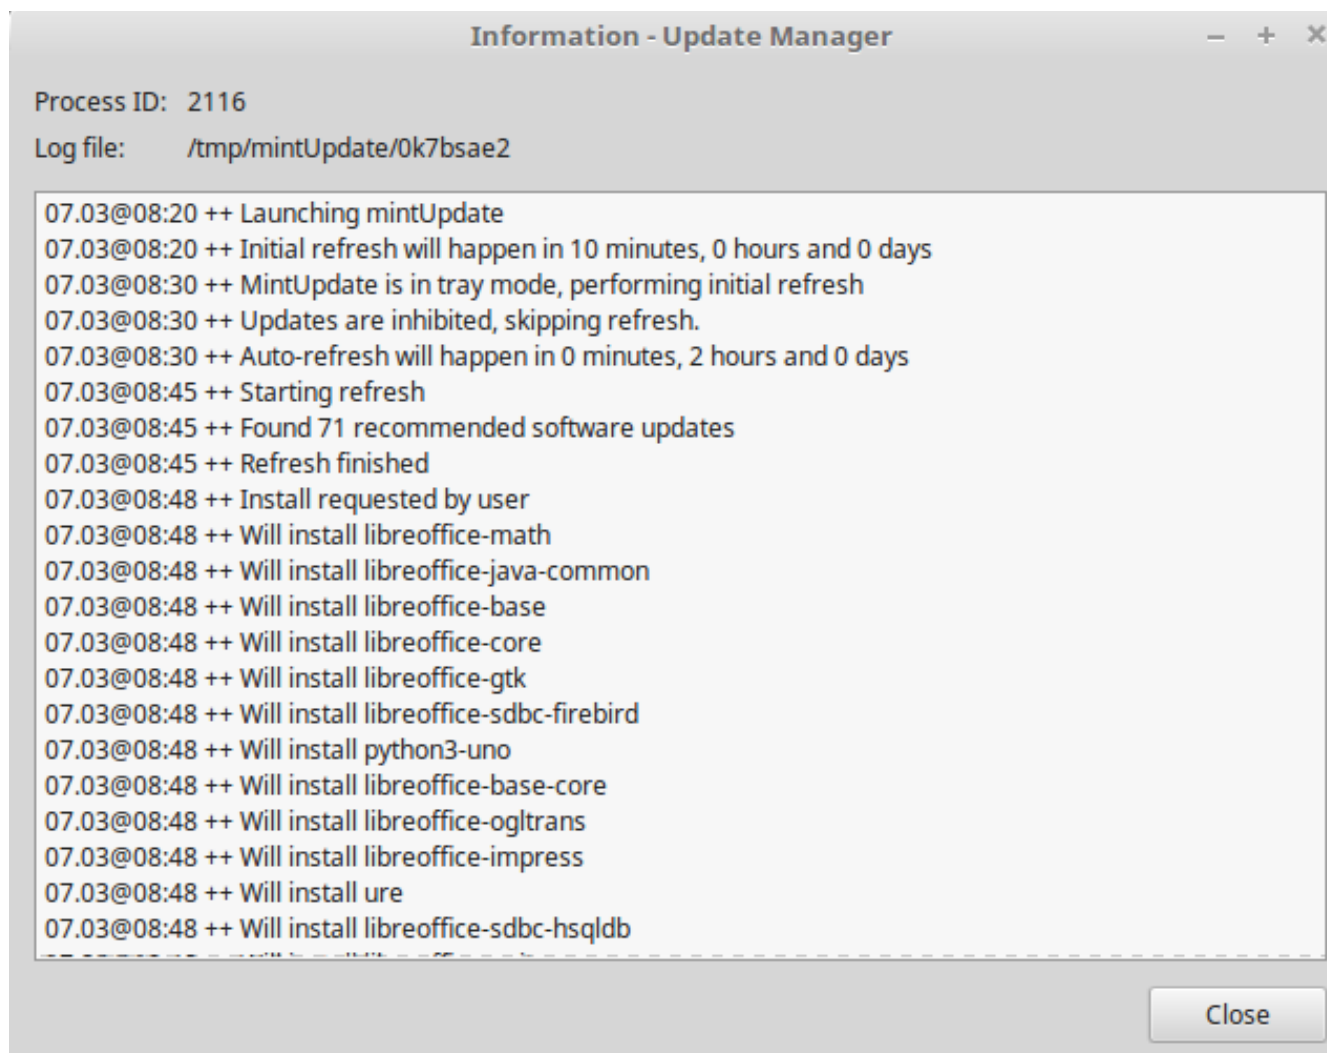 Information - Update Manager
Process ID: 2116
Log file: /tmp/mintUpdate/0k7bsae2
07.03@08:20 ++ Launching mintUpdate
07.03@08:20 ++ Initial refresh will happen in 10 minutes, 0 hours and 0 days
07.03@08:30 ++ MintUpdate is in tray mode, performing initial refresh
07.03@08:30 ++ Updates are inhibited, skipping refresh.
07.03@08:30 ++ Auto-refresh will happen in 0 minutes, 2 hours and 0 days
07.03@08:45 ++ Starting refresh
07.03@08:45 ++ Found 71 recommended software updates
07.03@08:45 ++ Refresh finished
07.03@08:48 ++ Install requested by user
07.03@08:48 ++ Will install libreoffice-math
07.03@08:48 ++ Will install libreoffice-java-common
07.03@08:48 ++ Will install libreoffice-base
07.03@08:48 ++ Will install libreoffice-core
07.03@08:48 ++ Will install libreoffice-gtk
07.03@08:48 ++ Will install libreoffice-sdbc-firebird
07.03@08:48 ++ Will install python3-uno
07.03@08:48 ++ Will install libreoffice-base-core
07.03@08:48 ++ Will install libreoffice-ogltrans
07.03@08:48 ++ Will install libreoffice-impress
07.03@08:48 ++ Will install ure
07.03@08:48 ++ Will install libreoffice-sdbc-hsqldb
Close